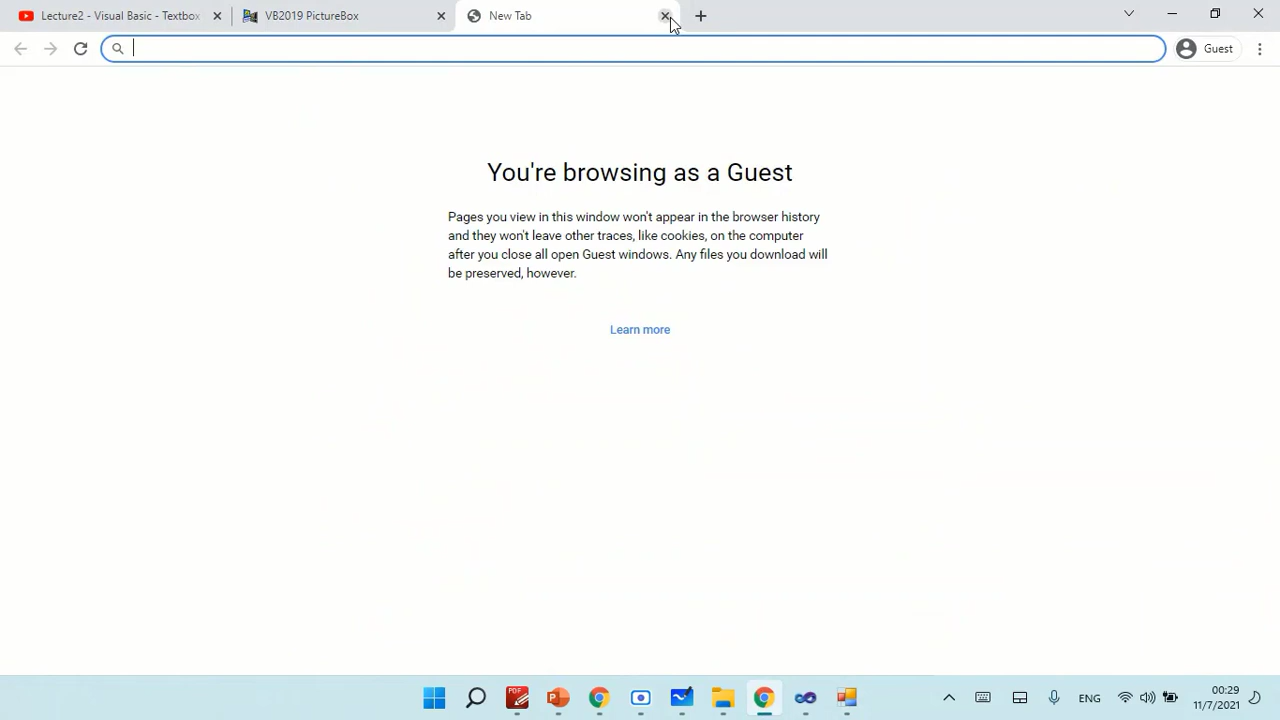 Lecture2 - Visual Basic - Textbox
VB2019 PictureBox
New Tab
Guest
You're browsing as a Guest
Pages you view in this window won't appear in the browser history
and they won't leave other traces, like cookies, on the computer
after you close all open Guest windows. Any files you download will
be preserved, however.
Learn more
PDF
ENG
00:29
11/7/2021